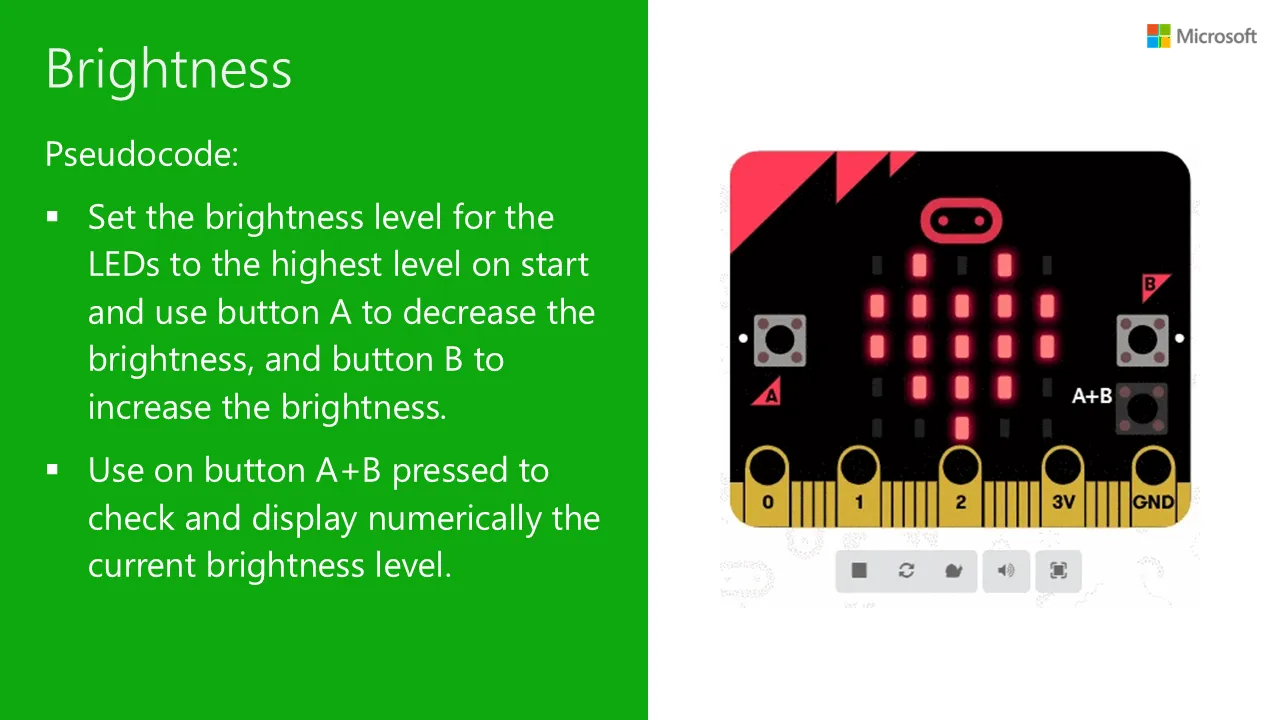 Brightness
Microsoft
Pseudocode:
▪ Set the brightness level for the
LEDs to the highest level on start
and use button A to decrease the
brightness, and button B to
increase the brightness.
▪ Use on button A+B pressed to
check and display numerically the
current brightness level.
B
A
A+B
0 1 2 3V GND